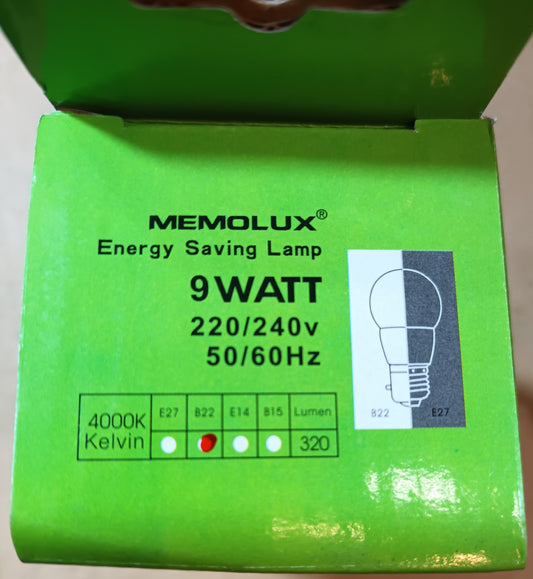 MEMOLUX®
Energy Saving Lamp
9 WATT
220/240v
50/60Hz
4000K Kelvin
E27 B22 E14 B15 Lumen
320
B22 E27